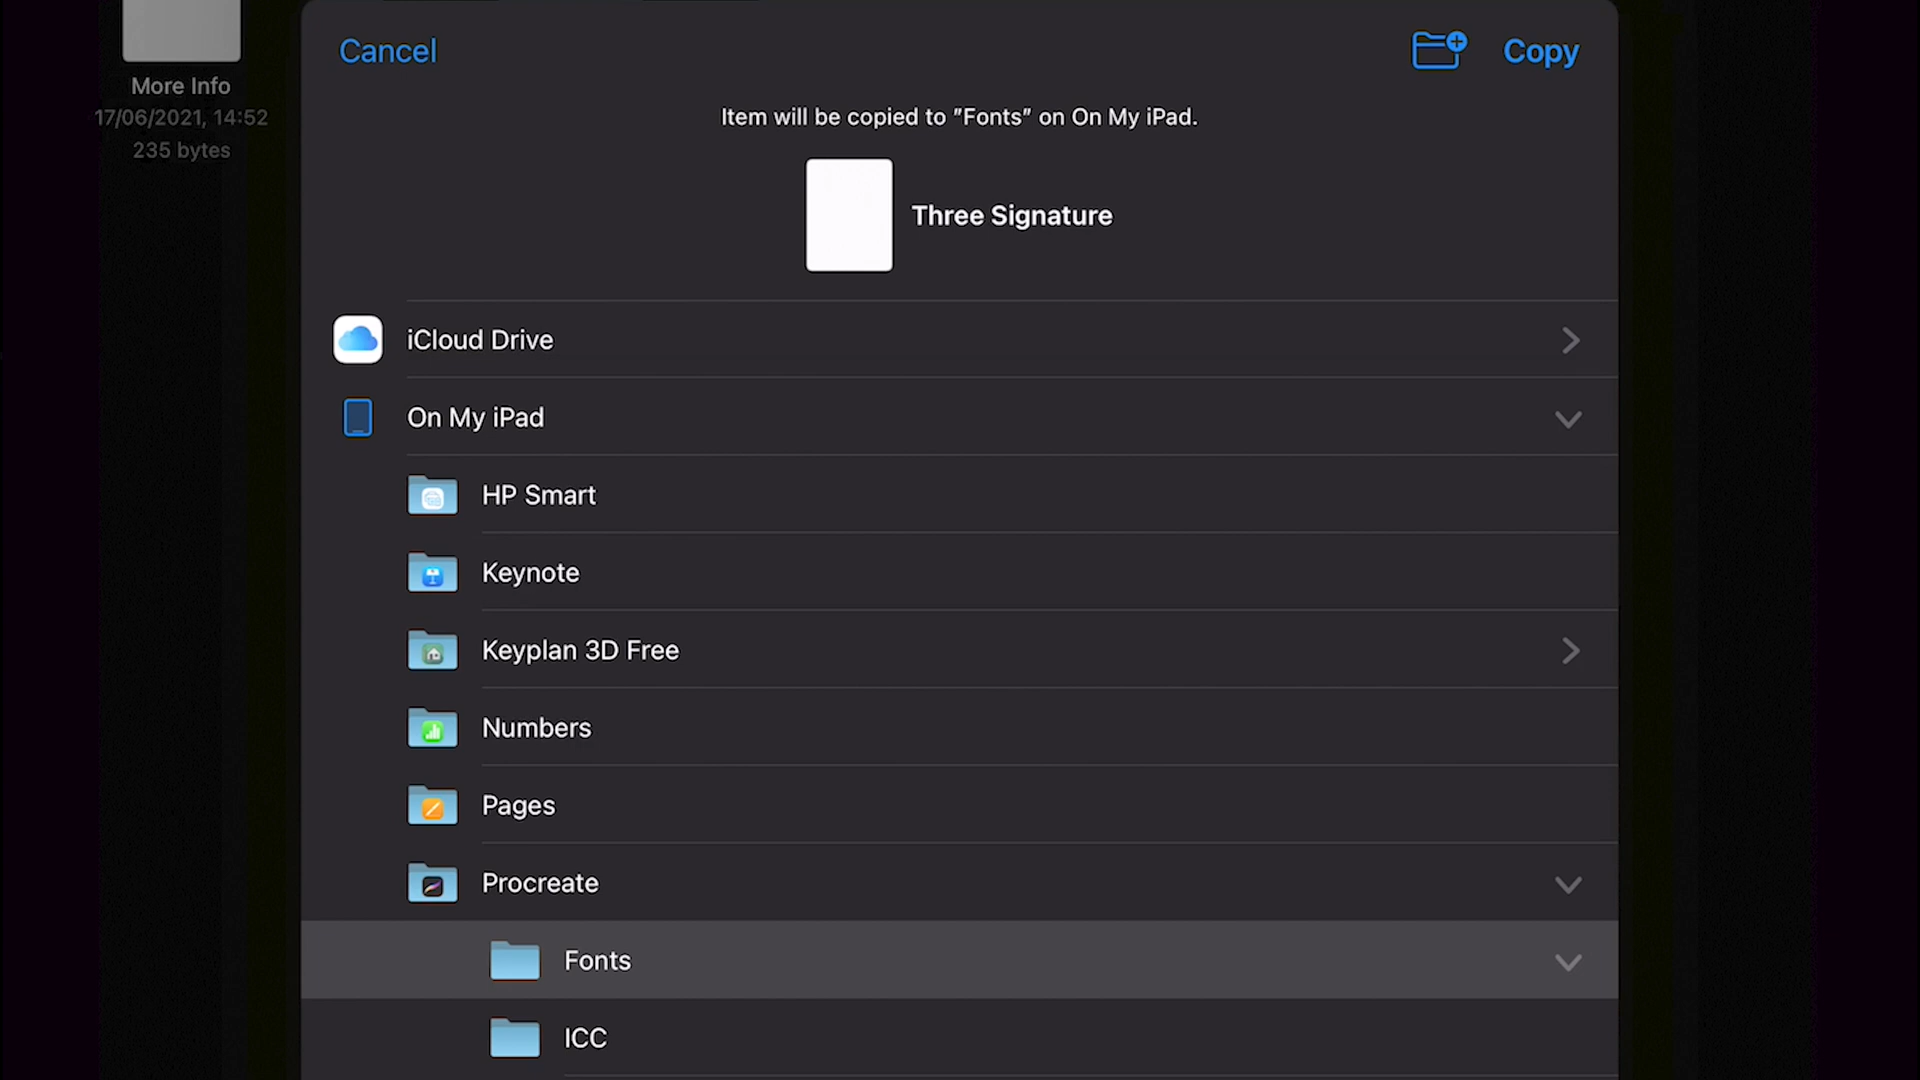 More Info
17/06/2021, 14:52
235 bytes
Cancel
Copy
Item will be copied to "Fonts" on On My iPad.
Three Signature
iCloud Drive
On My iPad
HP Smart
Keynote
Keyplan 3D Free
Numbers
Pages
Procreate
Fonts
ICC